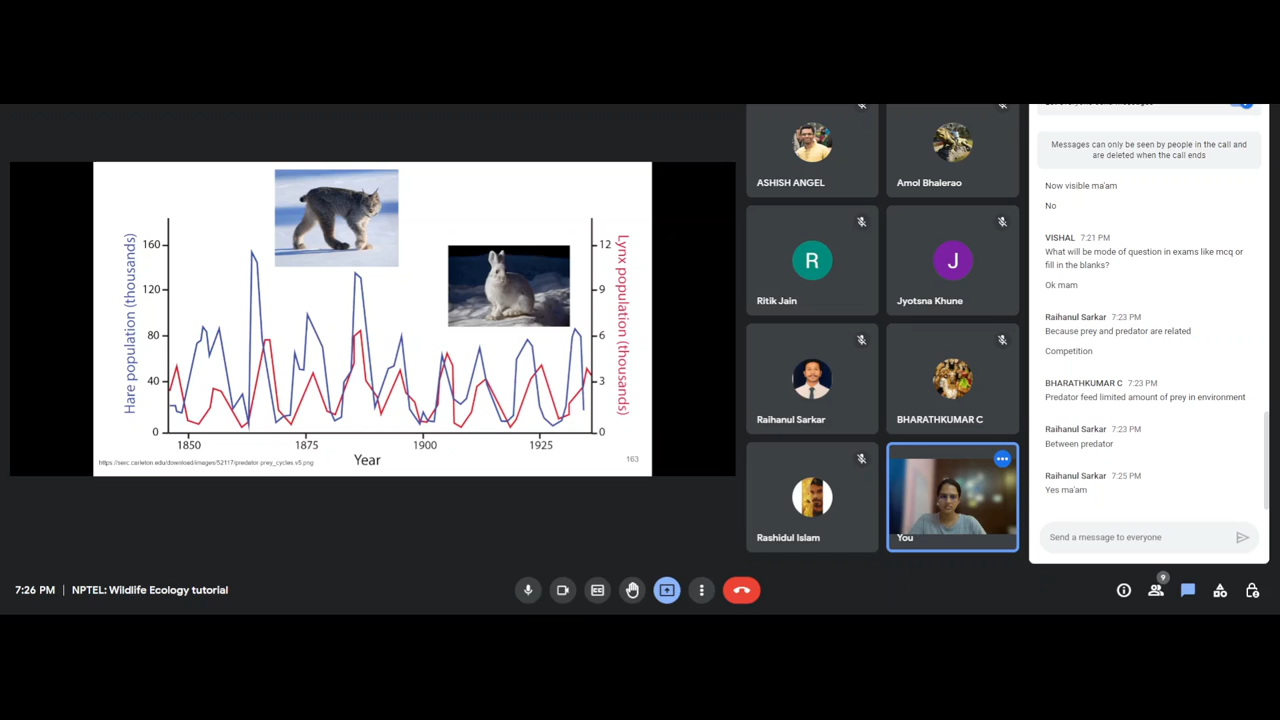 160
120
80
40
0
Hare population (thousands)
12
9
6
3
0
Lynx population (thousands)
1850
1875
1900
1925
Year
163
ASHISH ANGEL
Amol Bhalerao
R
Ritik Jain
J
Jyotsna Khune
Raihanul Sarkar
BHARATHKUMAR C
Rashidul Islam
You
Messages can only be seen by people in the call and
are deleted when the call ends
Now visible ma'am
No
VISHAL 7:21 PM
What will be mode of question in exams like mcq or
fill in the blanks?
Ok mam
Raihanul Sarkar 7:23 PM
Because prey and predator are related
Competition
BHARATHKUMAR C 7:23 PM
Predator feed limited amount of prey in environment
Raihanul Sarkar 7:23 PM
Between predator
Raihanul Sarkar 7:25 PM
Yes ma'am
Send a message to everyone
7:26 PM | NPTEL: Wildlife Ecology tutorial
9